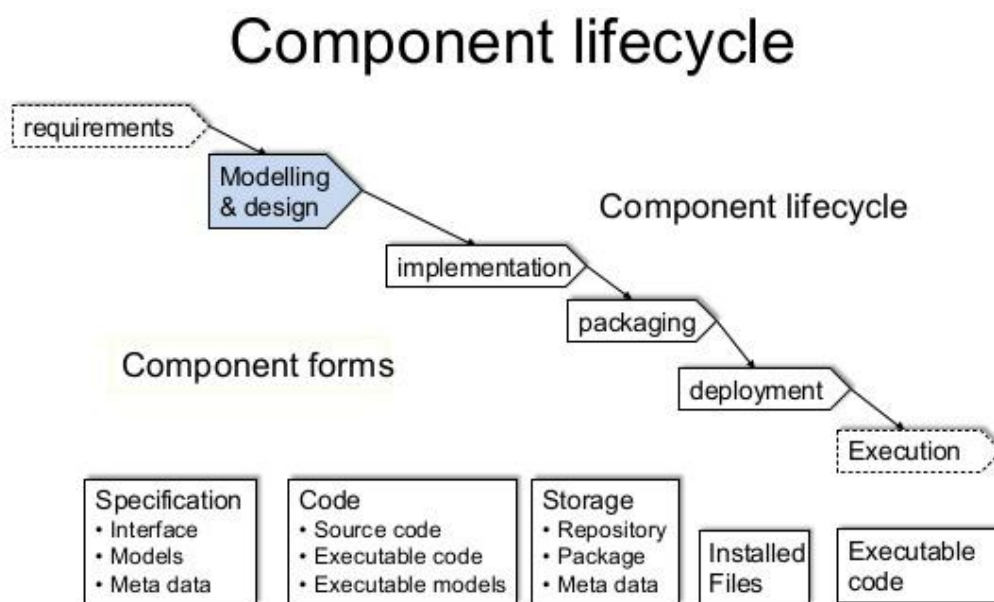 Component lifecycle
requirements
Modelling
& design
Component lifecycle
implementation
packaging
Component forms
deployment
Execution
Specification
• Interface
• Models
• Meta data
Code
• Source code
• Executable code
• Executable models
Storage
• Repository
• Package
• Meta data
Installed
Files
Executable
code